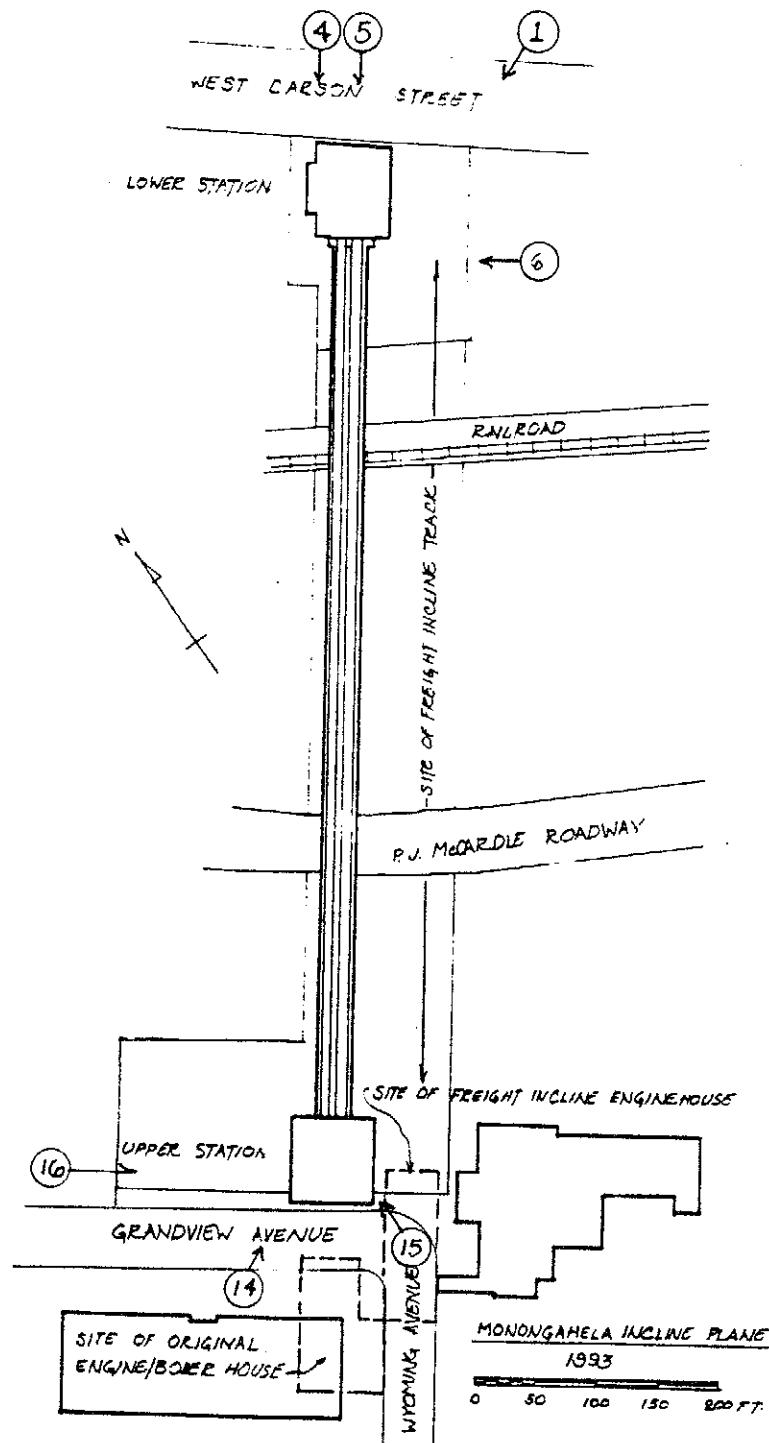 4 5 1
WEST CARSON STREET
LOWER STATION
6
RAILROAD
N
SITE OF FREIGHT INCLINE TRACK
P.J. McCARDLE ROADWAY
SITE OF FREIGHT INCLINE ENGINEHOUSE
UPPER STATION
16
GRANDVIEW AVENUE
15
14
WYOMING AVENUE
SITE OF ORIGINAL
ENGINE/BOILER HOUSE
MONONGAHELA INCLINE PLANE
1993
0 50 100 150 200 FT.